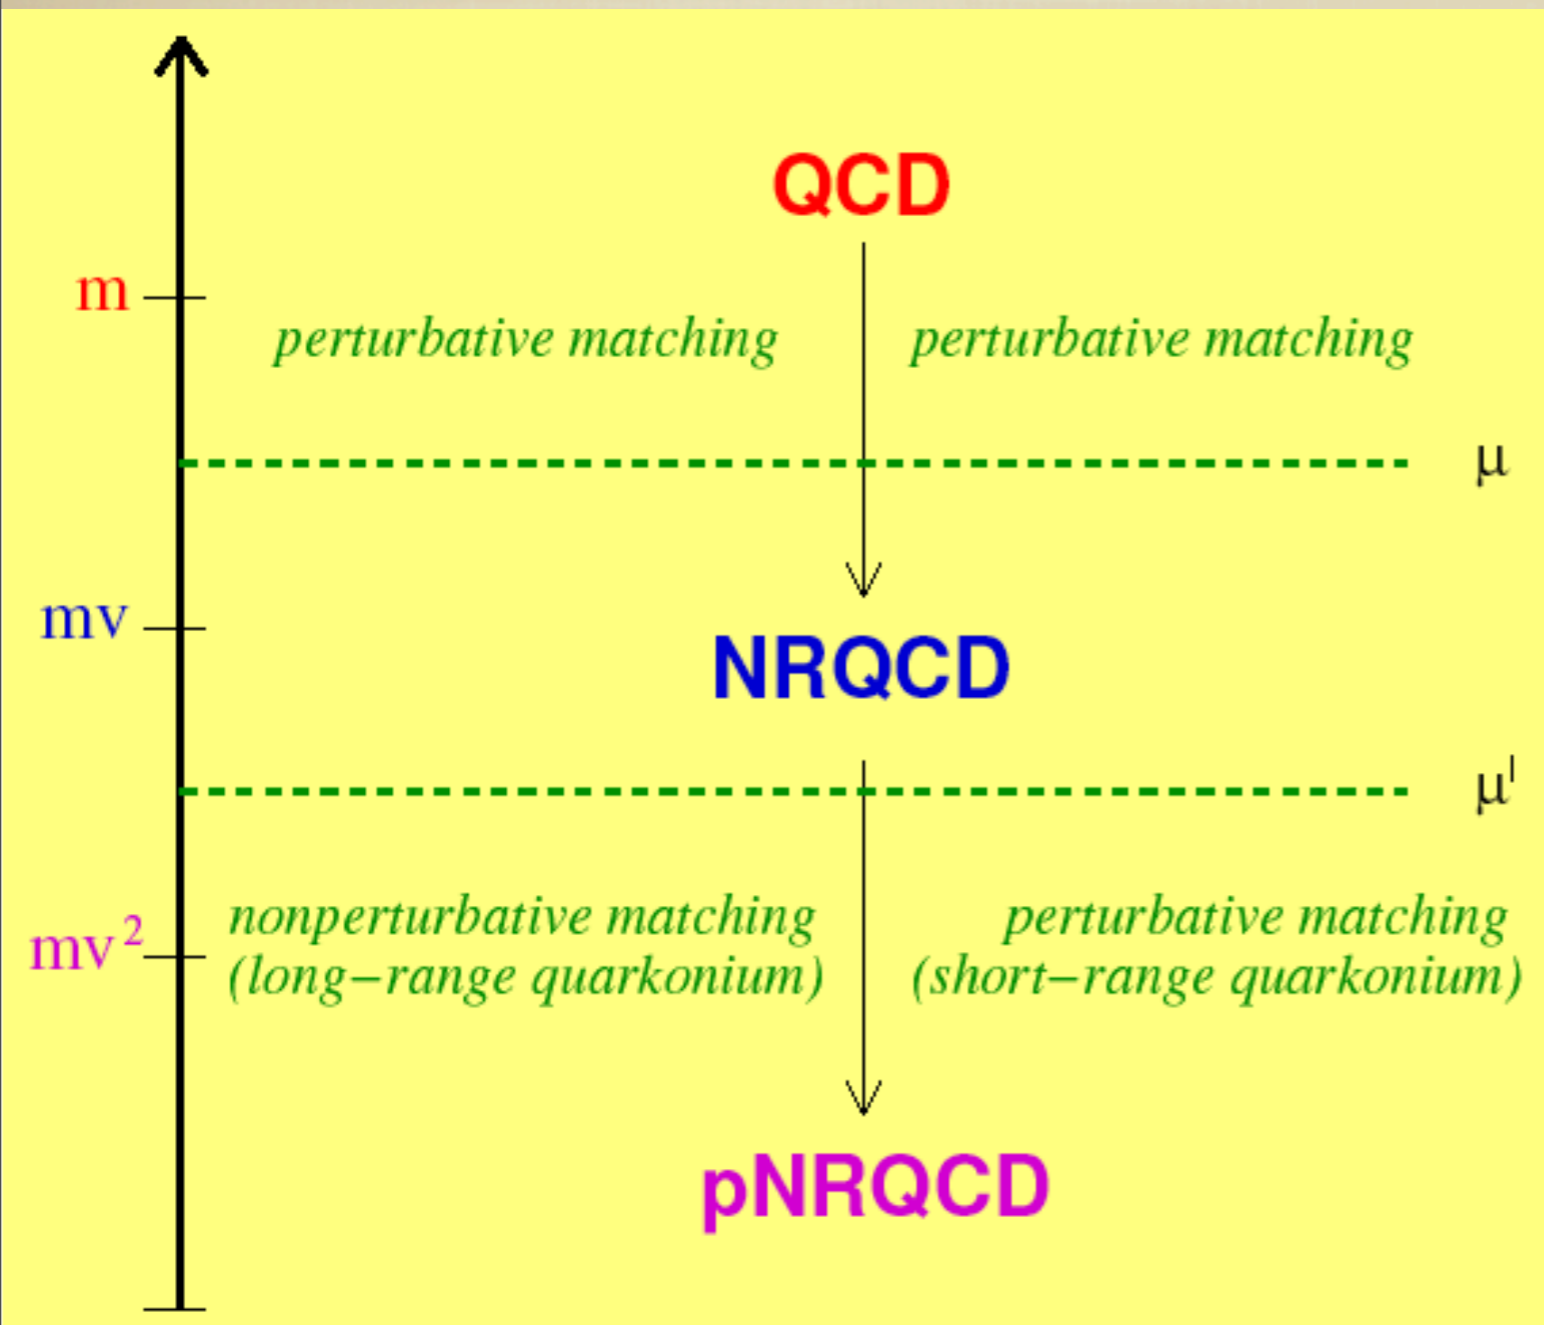 QCD
m
perturbative matching perturbative matching
μ
mv
NRQCD
μ'
nonperturbative matching perturbative matching
mv²
(long−range quarkonium) (short−range quarkonium)
pNRQCD